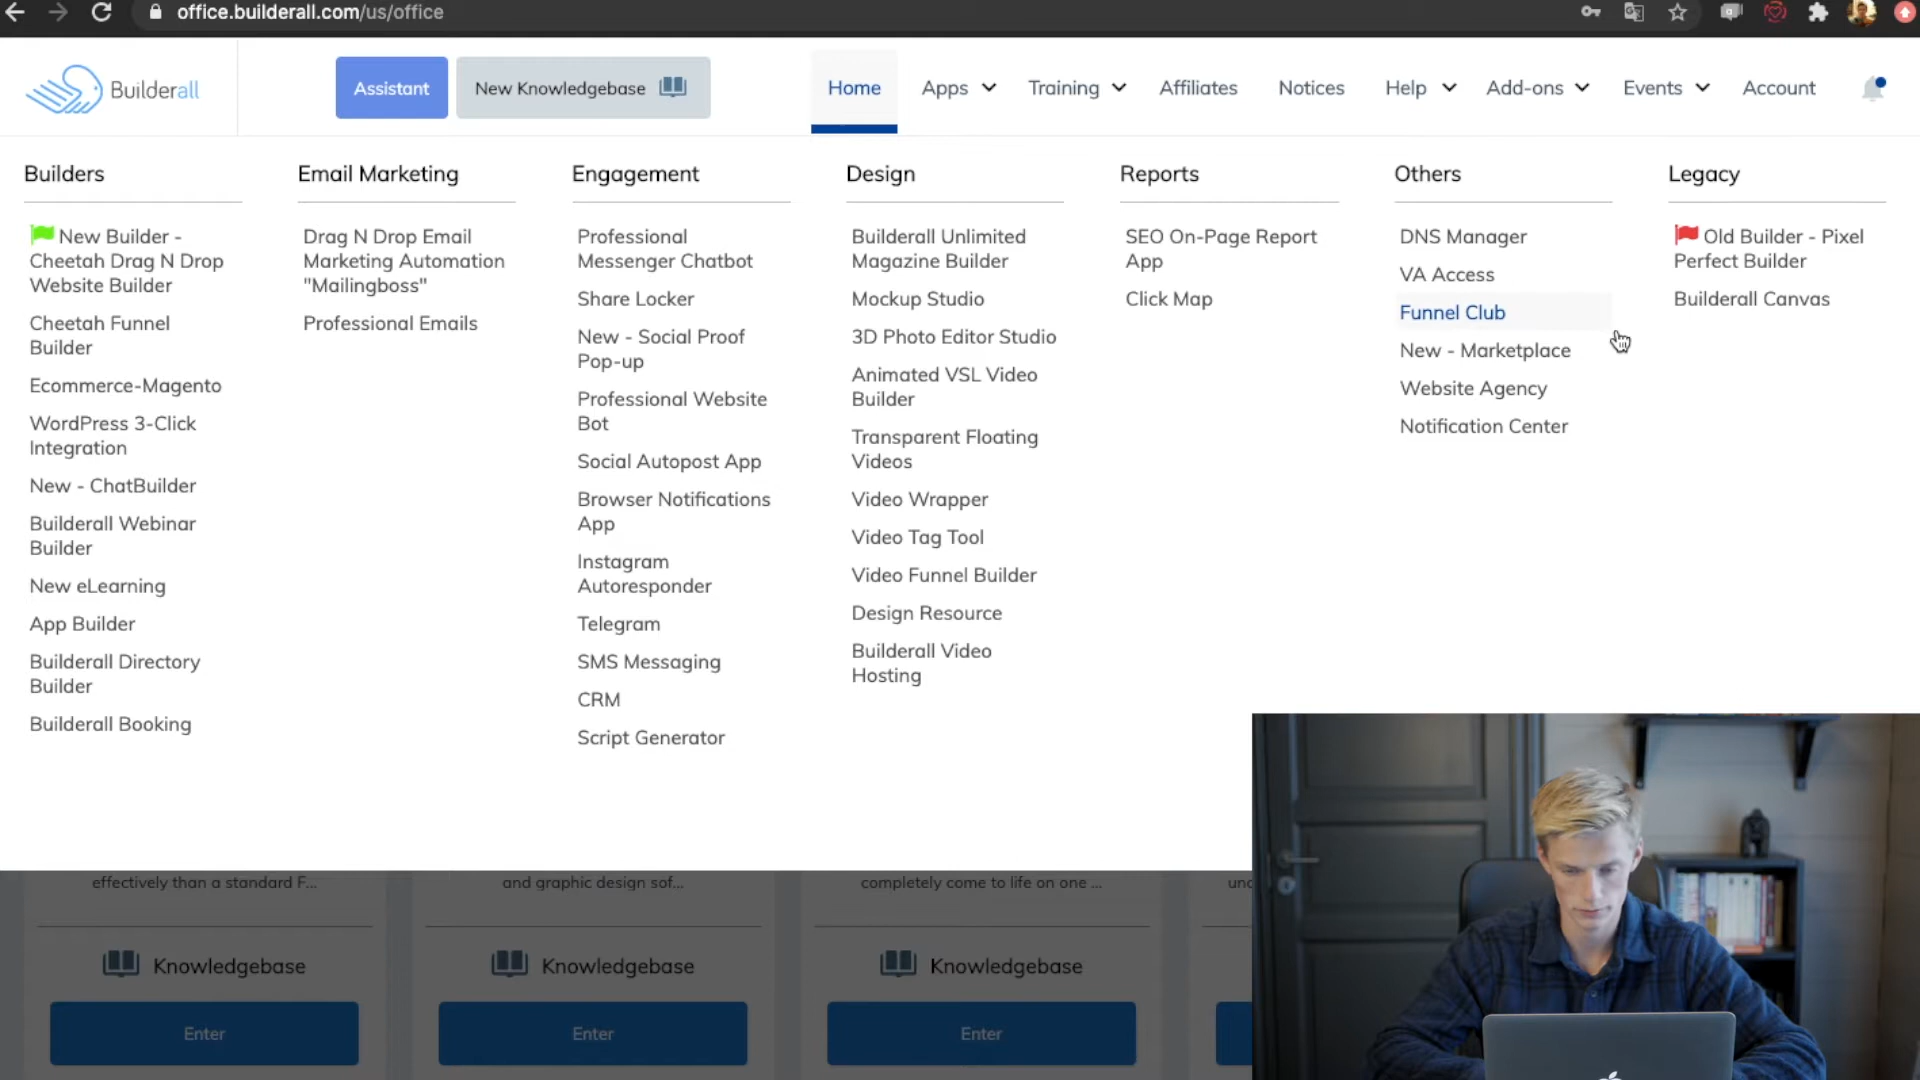 office.builderall.com/us/office
Builderall
Assistant
New Knowledgebase
Home
Apps
Training
Affiliates
Notices
Help
Add-ons
Events
Account
Builders
New Builder -
Cheetah Drag N Drop
Website Builder
Cheetah Funnel
Builder
Ecommerce-Magento
WordPress 3-Click
Integration
New - ChatBuilder
Builderall Webinar
Builder
New eLearning
App Builder
Builderall Directory
Builder
Builderall Booking
Email Marketing
Drag N Drop Email
Marketing Automation
"Mailingboss"
Professional Emails
Engagement
Professional
Messenger Chatbot
Share Locker
New - Social Proof
Pop-up
Professional Website
Bot
Social Autopost App
Browser Notifications
App
Instagram
Autoresponder
Telegram
SMS Messaging
CRM
Script Generator
Design
Builderall Unlimited
Magazine Builder
Mockup Studio
3D Photo Editor Studio
Animated VSL Video
Builder
Transparent Floating
Videos
Video Wrapper
Video Tag Tool
Video Funnel Builder
Design Resource
Builderall Video
Hosting
Reports
SEO On-Page Report
App
Click Map
Others
DNS Manager
VA Access
Funnel Club
New - Marketplace
Website Agency
Notification Center
Legacy
Old Builder - Pixel
Perfect Builder
Builderall Canvas
effectively than a standard F...
and graphic design sof...
completely come to life on one ...
Knowledgebase
Knowledgebase
Knowledgebase
Enter
Enter
Enter